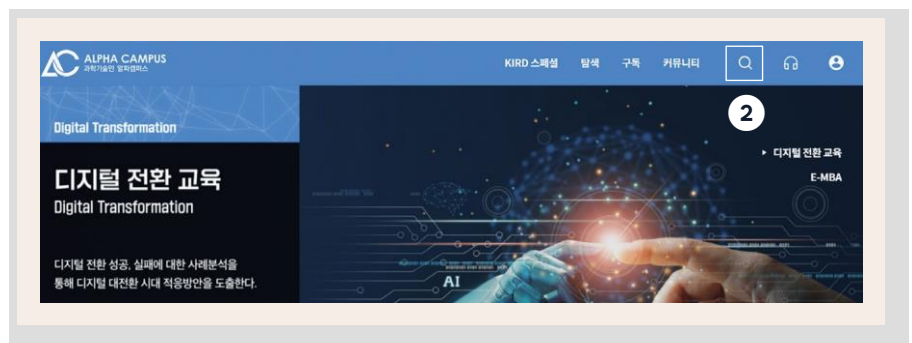 ALPHA CAMPUS
과학기술인 알파캠퍼스
KIRD 스페셜 탐색 구독 커뮤니티
2
Digital Transformation
디지털 전환 교육
Digital Transformation
디지털 전환 성공, 실패에 대한 사례분석을
통해 디지털 대전환 시대 적응방안을 도출한다.
▸ 디지털 전환 교육
E-MBA
AI